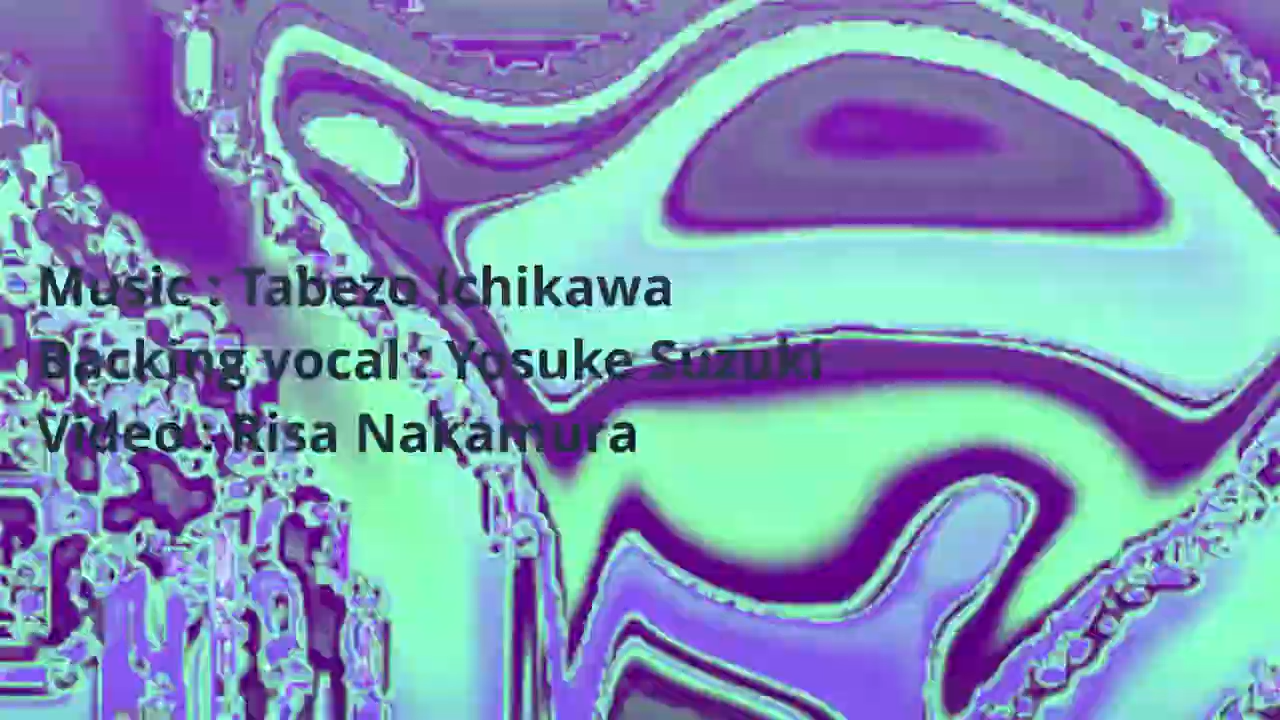 Music : Tabezo Ichikawa
Backing vocal : Yosuke Suzuki
Video : Risa Nakamura